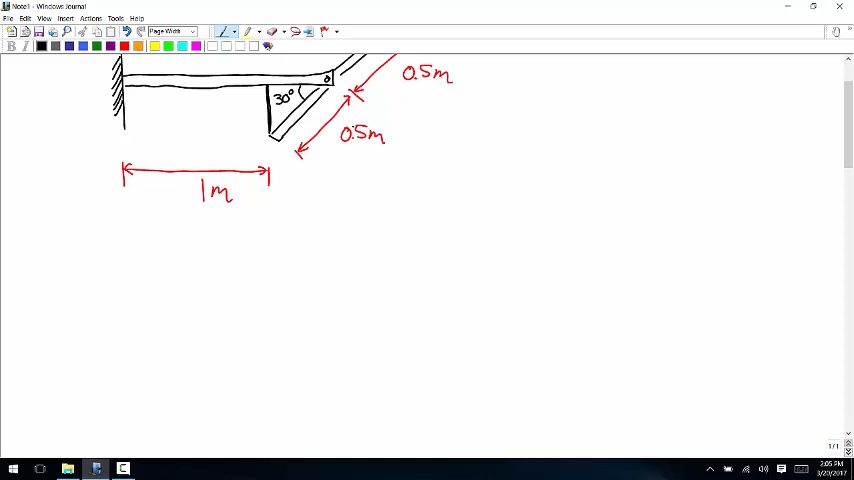 Note1 - Windows Journal
File Edit View Insert Actions Tools Help
Page Width
B I
0.5m
30°
0.5m
1m
1/1
2:05 PM
3/20/2017